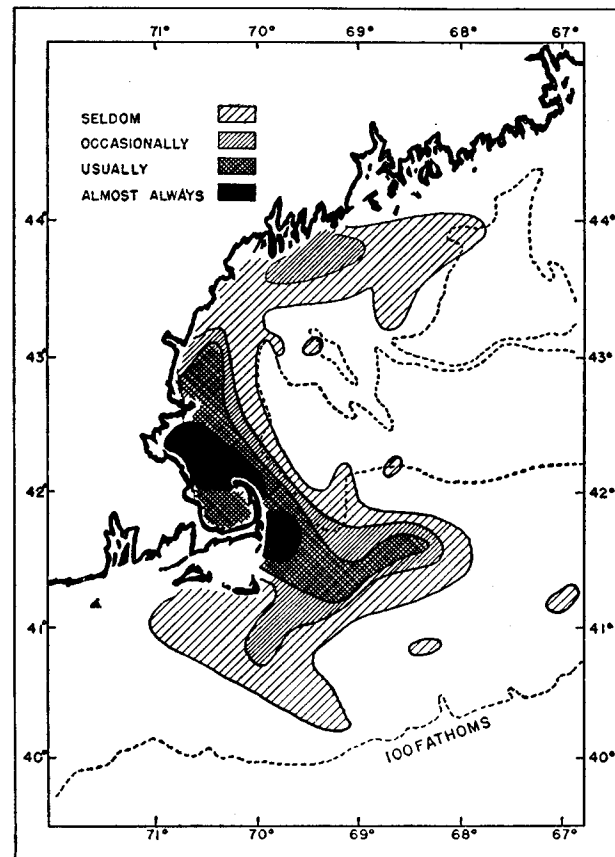 71° 70° 69° 68° 67°
SELDOM
OCCASIONALLY
USUALLY
ALMOST ALWAYS
44° 44°
43° 43°
42° 42°
41° 41°
40° 40°
100 FATHOMS
71° 70° 69° 68° 67°